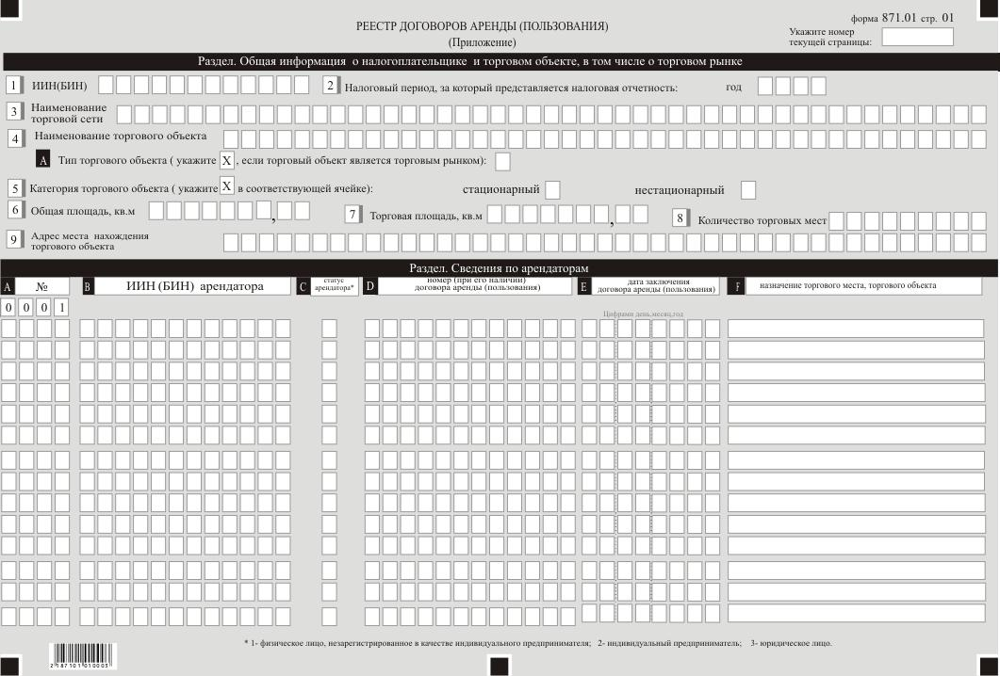 форма 871.01 стр. 01
РЕЕСТР ДОГОВОРОВ АРЕНДЫ (ПОЛЬЗОВАНИЯ)
(Приложение)
Укажите номер
текущей страницы:
Раздел. Общая информация о налогоплательщике и торговом объекте, в том числе о торговом рынке
1 ИИН(БИН)
2 Налоговый период, за который представляется налоговая отчетность: год
3 Наименование
торговой сети
4 Наименование торгового объекта
A Тип торгового объекта ( укажите X , если торговый объект является торговым рынком):
5 Категория торгового объекта ( укажите X в соответствующей ячейке): стационарный нестационарный
6 Общая площадь, кв.м ,
7 Торговая площадь, кв.м ,
8 Количество торговых мест
9 Адрес места нахождения
торгового объекта
Раздел. Сведения по арендаторам
A №
B ИИН (БИН) арендатора
C статус
арендатора*
D номер (при его наличии)
договора аренды (пользования)
E дата заключения
договора аренды (пользования)
F назначение торгового места, торгового объекта
0 0 0 1
Цифрами день,месяц,год
* 1- физическое лицо, незарегистрированное в качестве индивидуального предпринимателя; 2- индивидуальный предприниматель; 3- юридическое лицо.
2 187101 010003